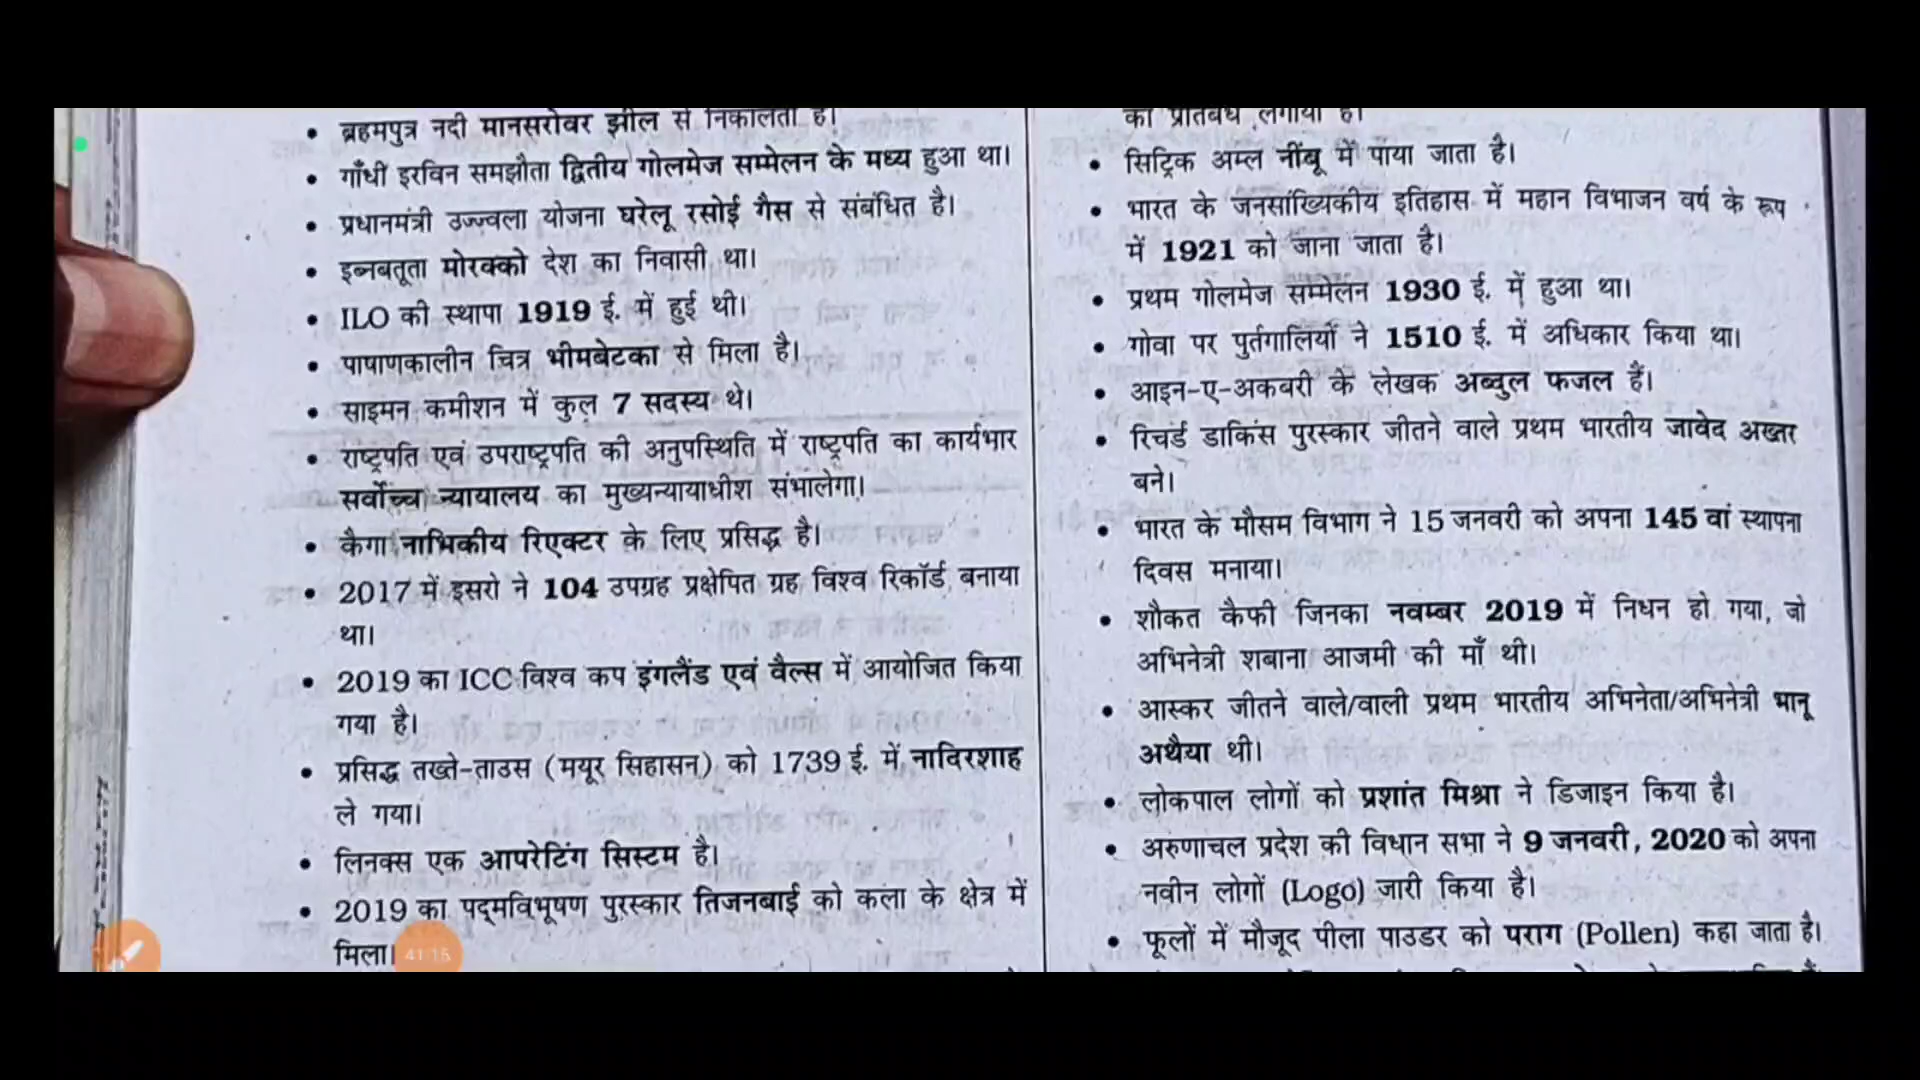 • ब्रहमपुत्र नदी मानसरोवर झील से निकालता है।
• गाँधी इरविन समझौता द्वितीय गोलमेज सम्मेलन के मध्य हुआ था।
• प्रधानमंत्री उज्ज्वला योजना घरेलू रसोई गैस से संबंधित है।
• इब्नबतूता मोरक्को देश का निवासी था।
• ILO की स्थापा 1919 ई. में हुई थी।
• पाषाणकालीन चित्र भीमबेटका से मिला है।
• साइमन कमीशन में कुल 7 सदस्य थे।
• राष्ट्रपति एवं उपराष्ट्रपति की अनुपस्थिति में राष्ट्रपति का कार्यभार
सर्वोच्चा न्यायालय का मुख्यन्यायाधीश संभालेगा।
• कैगा नाभिकीय रिएक्टर के लिए प्रसिद्ध है।
• 2017 में इसरो ने 104 उपग्रह प्रक्षेपित ग्रह विश्व रिकॉर्ड बनाया
था।
• 2019 का ICC विश्व कप इंगलैंड एवं वैल्स में आयोजित किया
गया है।
• प्रसिद्ध तख्ते-ताउस (मयूर सिहासन) को 1739 ई. में नादिरशाह
ले गया।
• लिनक्स एक आपरेटिंग सिस्टम है।
• 2019 का पद्मविभूषण पुरस्कार तिजनबाई को कला के क्षेत्र में
मिला।
41:15
का प्रतिबंध लगाया है।
• सिट्रिक अम्ल नींबू में पाया जाता है।
• भारत के जनसांख्यिकीय इतिहास में महान विभाजन वर्ष के रूप
में 1921 को जाना जाता है।
• प्रथम गोलमेज सम्मेलन 1930 ई. में हुआ था।
• गोवा पर पुर्तगालियों ने 1510 ई. में अधिकार किया था।
• आइन-ए-अकबरी के लेखक अब्दुल फजल हैं।
• रिचर्ड डाकिंस पुरस्कार जीतने वाले प्रथम भारतीय जावेद अख्तर
बने।
• भारत के मौसम विभाग ने 15 जनवरी को अपना 145 वां स्थापना
दिवस मनाया।
• शौकत कैफी जिनका नवम्बर 2019 में निधन हो गया, जो
अभिनेत्री शबाना आजमी की माँ थी।
• आस्कर जीतने वाले/वाली प्रथम भारतीय अभिनेता/अभिनेत्री भानू
अथैया थी।
• लोकपाल लोगों को प्रशांत मिश्रा ने डिजाइन किया है।
• अरुणाचल प्रदेश की विधान सभा ने 9 जनवरी, 2020 को अपना
नवीन लोगों (Logo) जारी किया है।
• फूलों में मौजूद पीला पाउडर को पराग (Pollen) कहा जाता है।